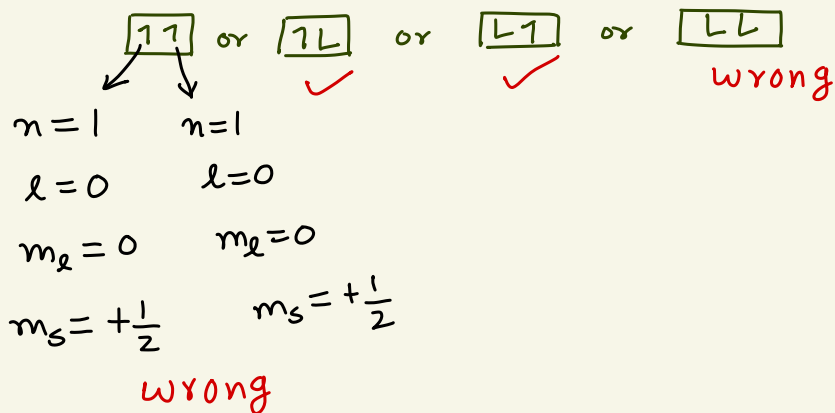 11 or 1L or L1 or LL
wrong
n = 1 n = 1
l = 0 l = 0
mₗ = 0 mₗ = 0
mₛ = +1/2 mₛ = +1/2
wrong